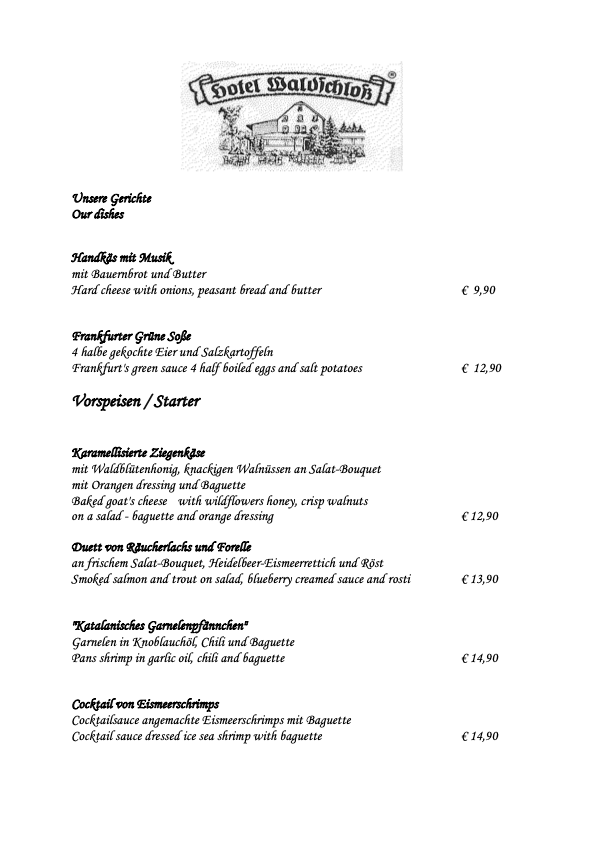 Hotel Waldschloß
®
Unsere Gerichte
Our dishes
Handkäs mit Musik
mit Bauernbrot und Butter
Hard cheese with onions, peasant bread and butter € 9,90
Frankfurter Grüne Soße
4 halbe gekochte Eier und Salzkartoffeln
Frankfurt's green sauce 4 half boiled eggs and salt potatoes € 12,90
Vorspeisen / Starter
Karamellisierte Ziegenkäse
mit Waldblütenhonig, knackigen Walnüssen an Salat-Bouquet
mit Orangen dressing und Baguette
Baked goat's cheese with wildflowers honey, crisp walnuts
on a salad - baguette and orange dressing € 12,90
Duett von Räucherlachs und Forelle
an frischem Salat-Bouquet, Heidelbeer-Eismeerrettich und Röst
Smoked salmon and trout on salad, blueberry creamed sauce and rosti € 13,90
"Katalanisches Garnelenpfännchen"
Garnelen in Knoblauchöl, Chili und Baguette
Pans shrimp in garlic oil, chili and baguette € 14,90
Cocktail von Eismeerschrimps
Cocktailsauce angemachte Eismeerschrimps mit Baguette
Cocktail sauce dressed ice sea shrimp with baguette € 14,90